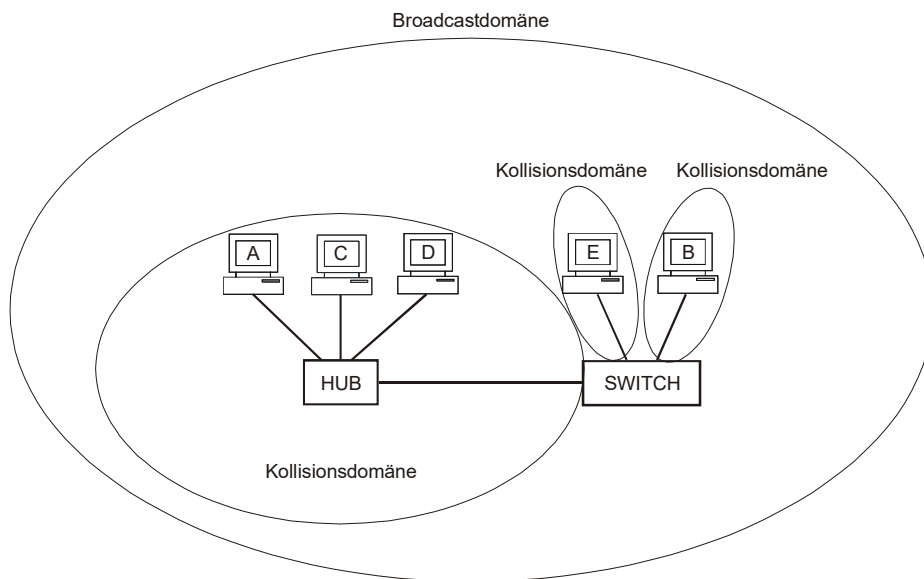 Broadcastdomäne
Kollisionsdomäne Kollisionsdomäne
A C D E B
HUB SWITCH
Kollisionsdomäne